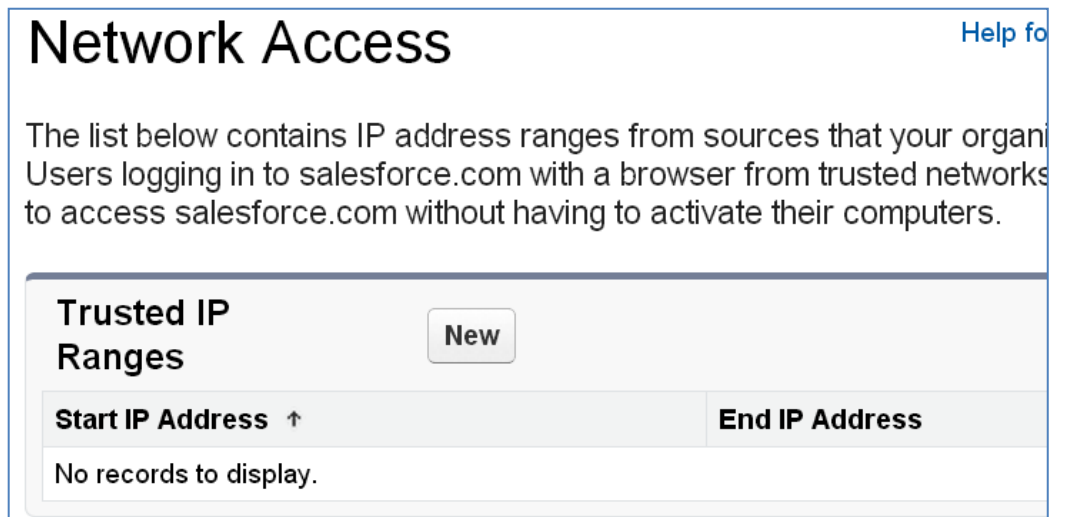 Network Access
Help fo
The list below contains IP address ranges from sources that your organi
Users logging in to salesforce.com with a browser from trusted networks
to access salesforce.com without having to activate their computers.
Trusted IP
Ranges
New
Start IP Address ↑
End IP Address
No records to display.